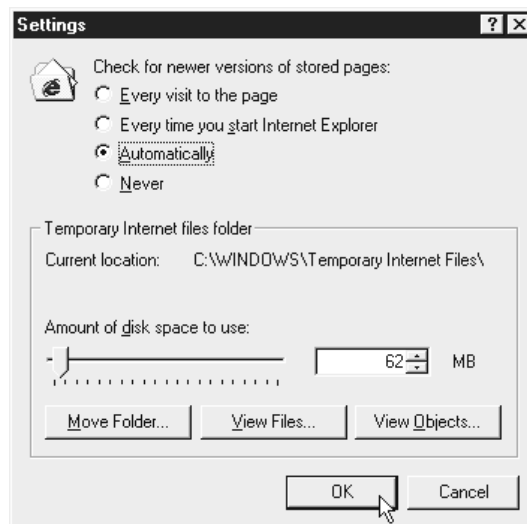 Settings
Check for newer versions of stored pages:
Every visit to the page
Every time you start Internet Explorer
Automatically
Never
Temporary Internet files folder
Current location: C:\WINDOWS\Temporary Internet Files\
Amount of disk space to use:
62 MB
Move Folder... View Files... View Objects...
OK Cancel